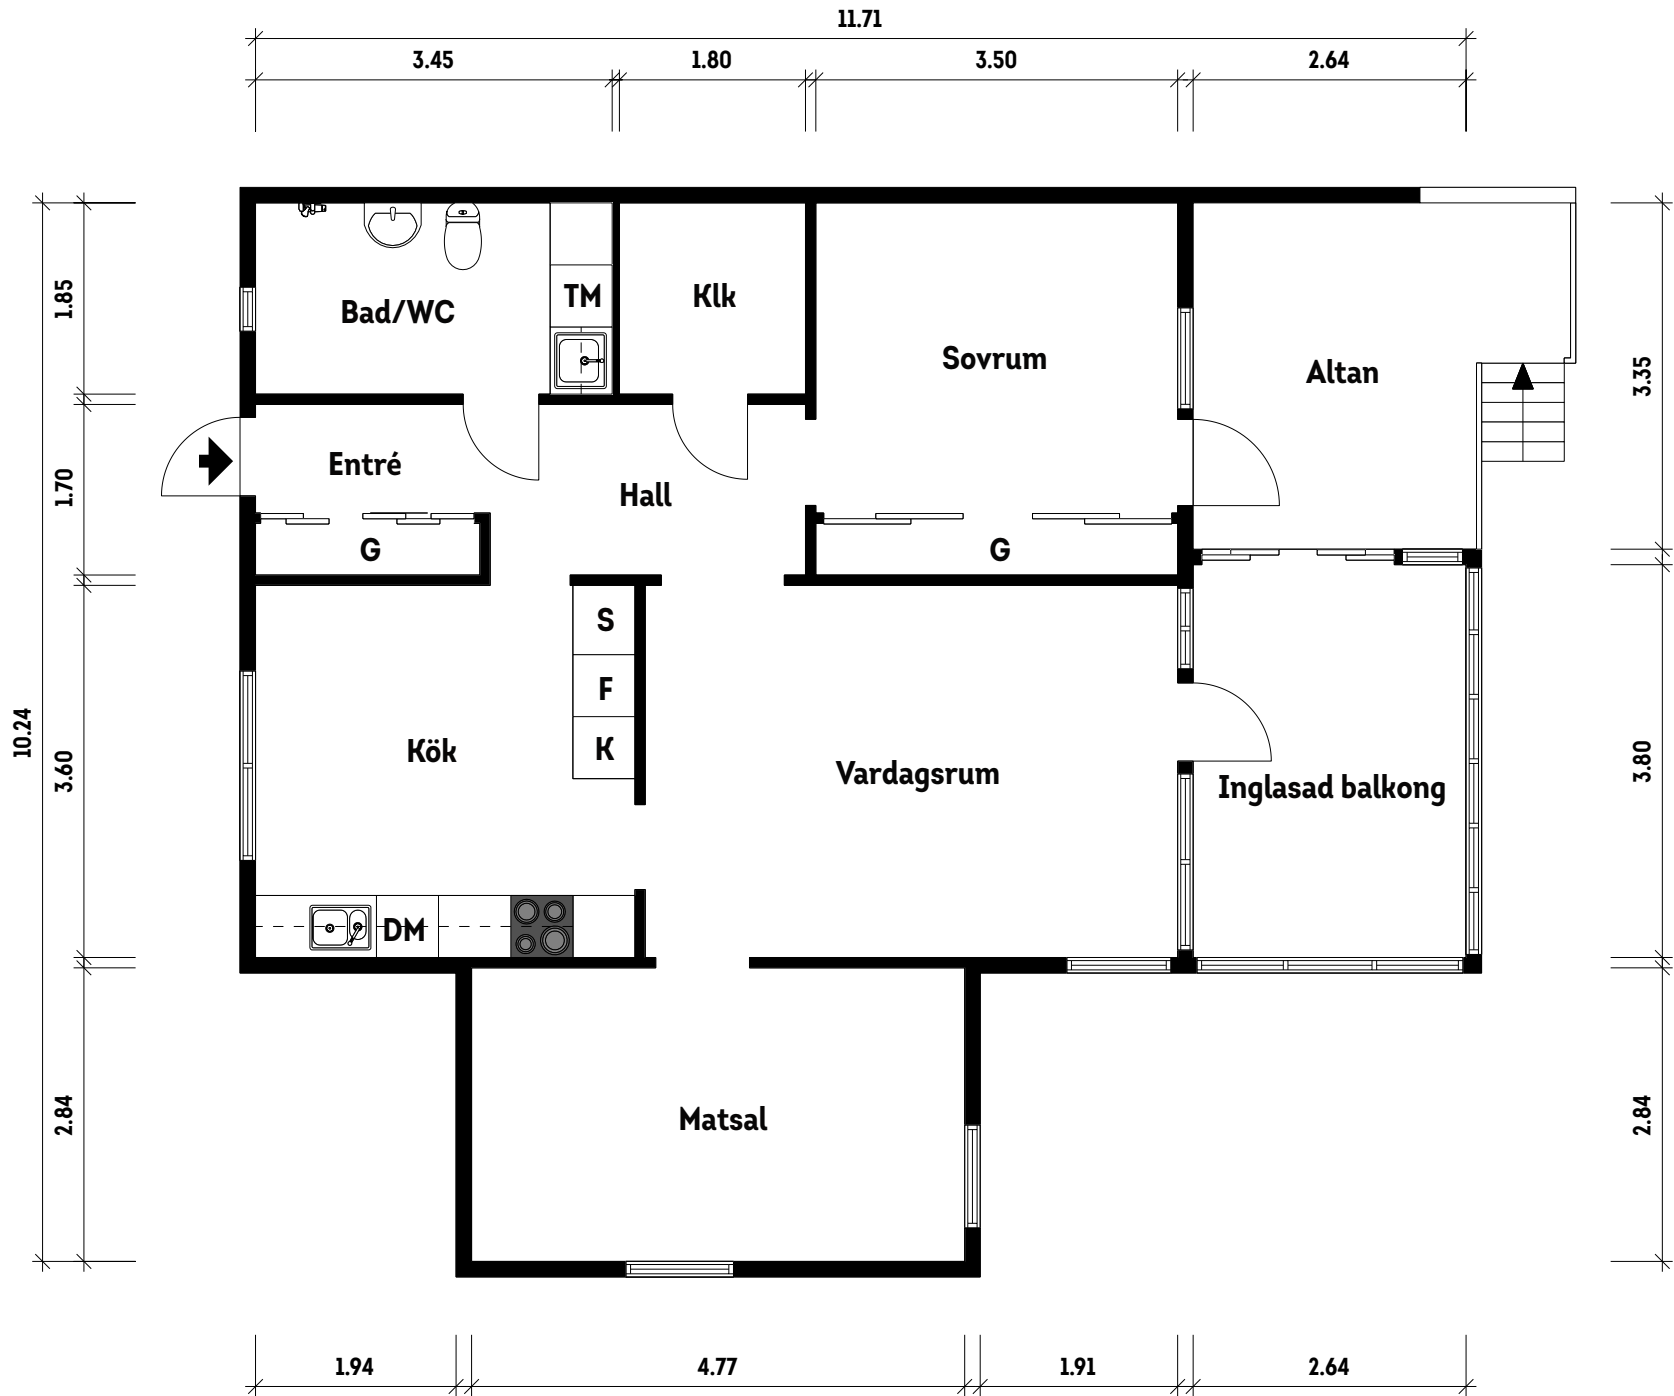 11.71
3.45 1.80 3.50 2.64
1.85
TM
Klk
Bad/WC
Sovrum
Altan
3.35
Entré
1.70
Hall
G
G
S
F
K
10.24
3.60
Kök
Vardagsrum
Inglasad balkong
3.80
DM
2.84
Matsal
2.84
1.94 4.77 1.91 2.64